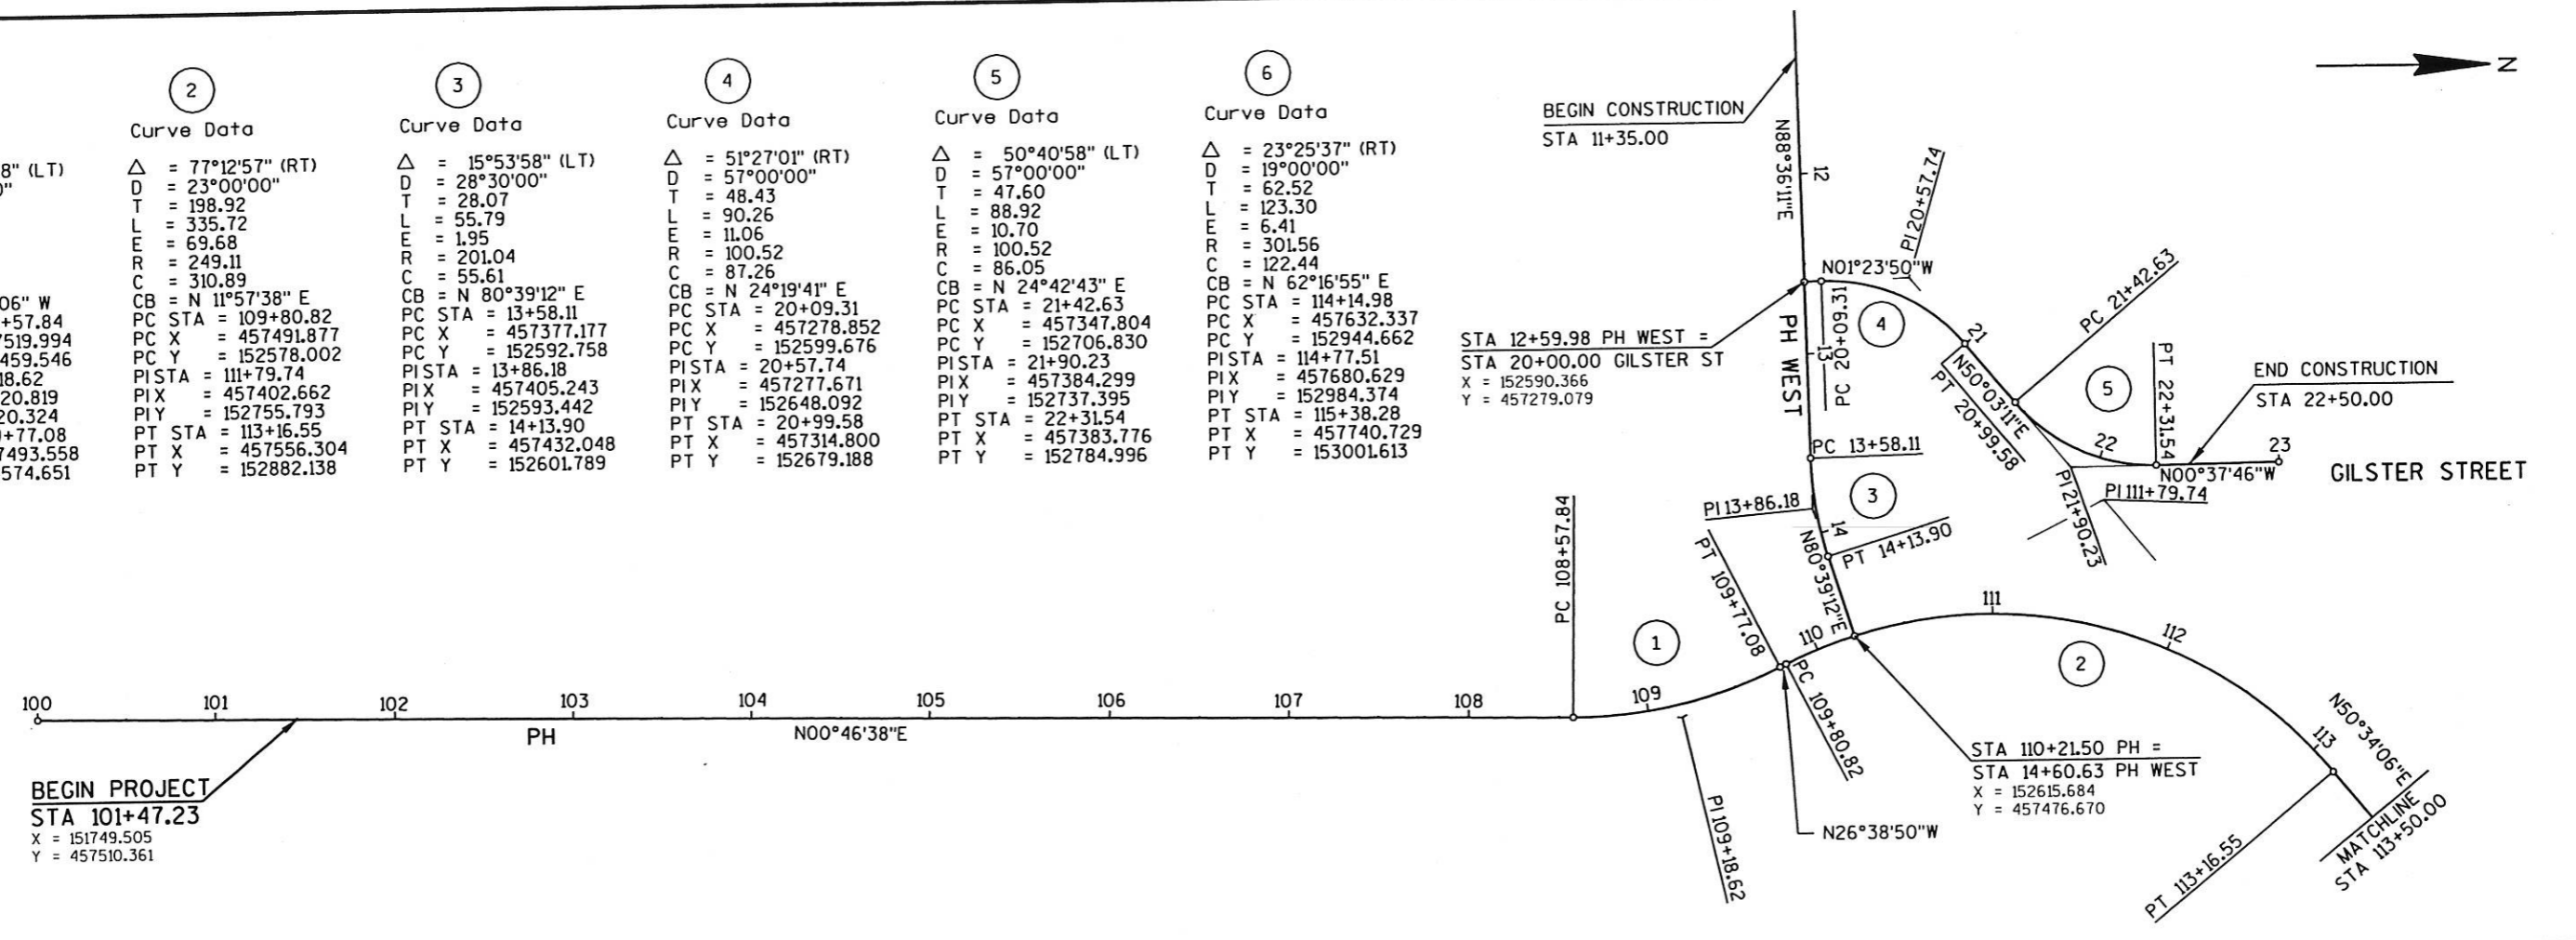 8" (LT)
0"
06" W
+57.84
7519.994
459.546
18.62
20.819
20.324
+77.08
7493.558
574.651
2
Curve Data
△ = 77°12'57" (RT)
D = 23°00'00"
T = 198.92
L = 335.72
E = 69.68
R = 249.11
C = 310.89
CB = N 11°57'38" E
PC STA = 109+80.82
PC X = 457491.877
PC Y = 152578.002
PI STA = 111+79.74
PI X = 457402.662
PI Y = 152755.793
PT STA = 113+16.55
PT X = 457556.304
PT Y = 152882.138
3
Curve Data
△ = 15°53'58" (LT)
D = 28°30'00"
T = 28.07
L = 55.79
E = 1.95
R = 201.04
C = 55.61
CB = N 80°39'12" E
PC STA = 13+58.11
PC X = 457377.177
PC Y = 152592.758
PI STA = 13+86.18
PI X = 457405.243
PI Y = 152593.442
PT STA = 14+13.90
PT X = 457432.048
PT Y = 152601.789
4
Curve Data
△ = 51°27'01" (RT)
D = 57°00'00"
T = 48.43
L = 90.26
E = 11.06
R = 100.52
C = 87.26
CB = N 24°19'41" E
PC STA = 20+09.31
PC X = 457278.852
PC Y = 152599.676
PI STA = 20+57.74
PI X = 457277.671
PI Y = 152648.092
PT STA = 20+99.58
PT X = 457314.800
PT Y = 152679.188
5
Curve Data
△ = 50°40'58" (LT)
D = 57°00'00"
T = 47.60
L = 88.92
E = 10.70
R = 100.52
C = 86.05
CB = N 24°42'43" E
PC STA = 21+42.63
PC X = 457347.804
PC Y = 152706.830
PI STA = 21+90.23
PI X = 457384.299
PI Y = 152737.395
PT STA = 22+31.54
PT X = 457383.776
PT Y = 152784.996
6
Curve Data
△ = 23°25'37" (RT)
D = 19°00'00"
T = 62.52
L = 123.30
E = 6.41
R = 301.56
C = 122.44
CB = N 62°16'55" E
PC STA = 114+14.98
PC X = 457632.337
PC Y = 152944.662
PI STA = 114+77.51
PI X = 457680.629
PI Y = 152984.374
PT STA = 115+38.28
PT X = 457740.729
PT Y = 153001.613
N
BEGIN CONSTRUCTION
STA 11+35.00
N88°36'11"E
12
PI 20+57.74
N01°23'50"W
PC 21+42.63
STA 12+59.98 PH WEST =
STA 20+00.00 GILSTER ST
X = 152590.366
Y = 457279.079
PH WEST
13
PC 20+09.31
4
21
N50°03'11"E
PT 20+99.58
5
PT 22+31.54
END CONSTRUCTION
STA 22+50.00
22
23
N00°37'46"W
GILSTER STREET
PC 13+58.11
PI 13+86.18
3
14
PT 14+13.90
PI 21+90.23
PI 111+79.74
N80°39'12"E
PC 108+57.84
PT 109+77.08
1
110
111
112
2
113
N50°34'06"E
100
101
102
103
104
105
106
107
108
109
PH
N00°46'38"E
PC 109+80.82
BEGIN PROJECT
STA 101+47.23
X = 151749.505
Y = 457510.361
STA 110+21.50 PH =
STA 14+60.63 PH WEST
X = 152615.684
Y = 457476.670
PI 109+18.62
N26°38'50"W
PT 113+16.55
MATCHLINE
STA 113+50.00